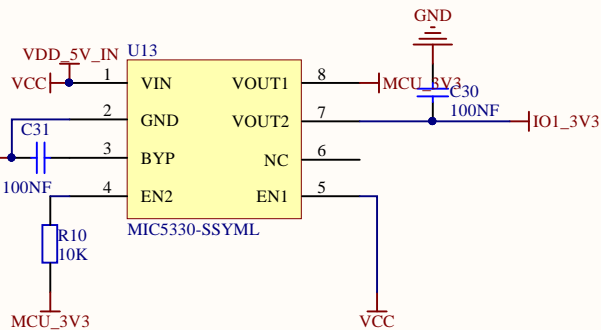 GND
VDD_5V_IN
U13
VCC
1
VIN
VOUT1
8
MCU_3V3
C30
100NF
2
GND
VOUT2
7
IO1_3V3
C31
3
BYP
NC
6
100NF
4
EN2
EN1
5
MIC5330-SSYML
R10
10K
MCU_3V3
VCC